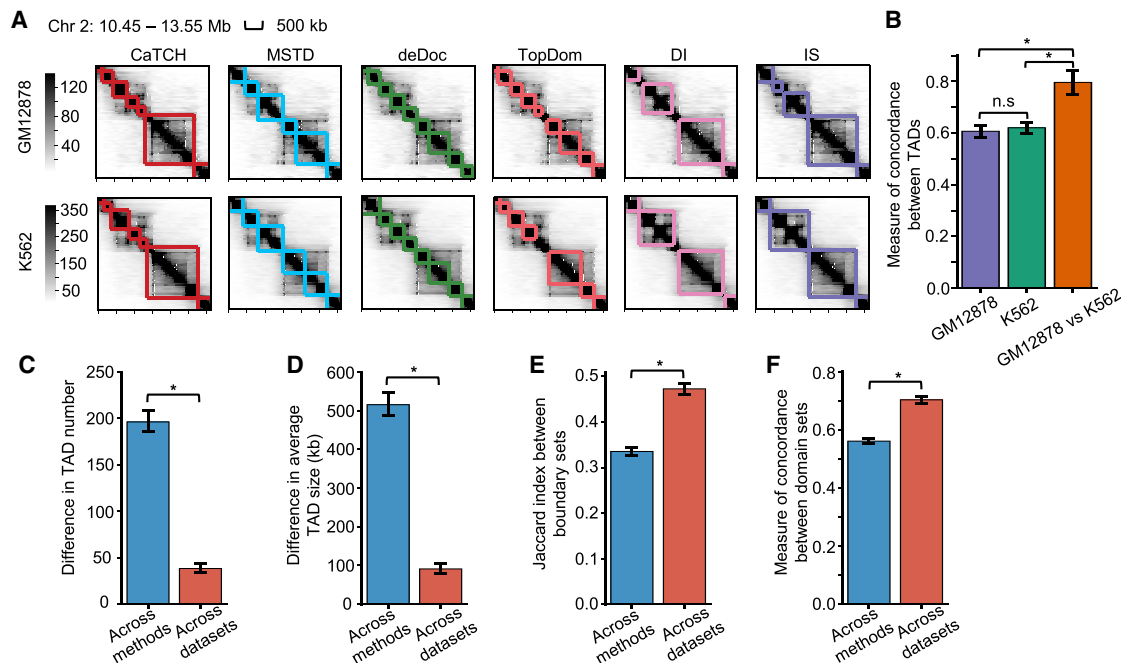 A
Chr 2: 10.45 – 13.55 Mb 500 kb
CaTCH MSTD deDoc TopDom DI IS
GM12878
120
80
40
K562
350
250
150
50
B
Measure of concordance
between TADs
0.8
0.6
0.4
0.2
0.0
*
*
n.s
GM12878
K562
GM12878 vs K562
C
Difference in TAD number
250
200
150
100
50
0
*
Across
methods
Across
datasets
D
Difference in average
TAD size (kb)
600
500
400
300
200
100
0
*
Across
methods
Across
datasets
E
Jaccard index between
boundary sets
0.5
0.4
0.3
0.2
0.1
0.0
*
Across
methods
Across
datasets
F
Measure of concordance
between domain sets
0.8
0.6
0.4
0.2
0.0
*
Across
methods
Across
datasets